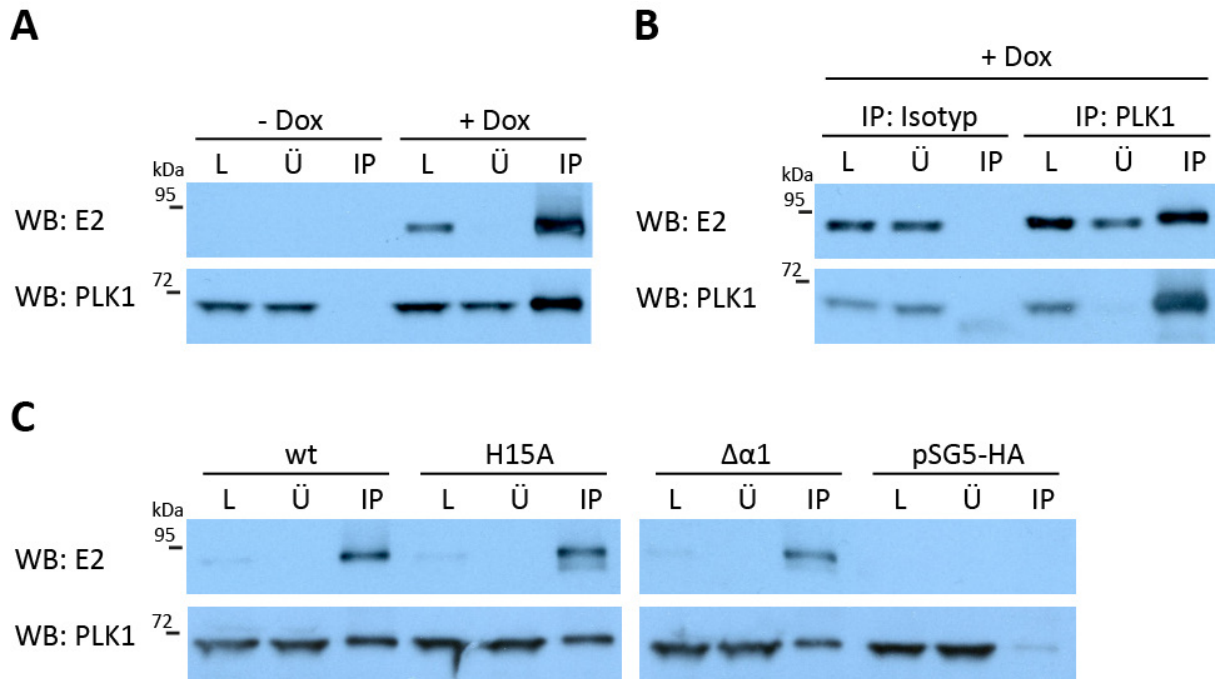 A
- Dox + Dox
L Ü IP L Ü IP
kDa
95
WB: E2
72
WB: PLK1
B
+ Dox
IP: Isotyp IP: PLK1
L Ü IP L Ü IP
kDa
95
WB: E2
72
WB: PLK1
C
wt H15A Δα1 pSG5-HA
L Ü IP L Ü IP L Ü IP L Ü IP
kDa
95
WB: E2
72
WB: PLK1